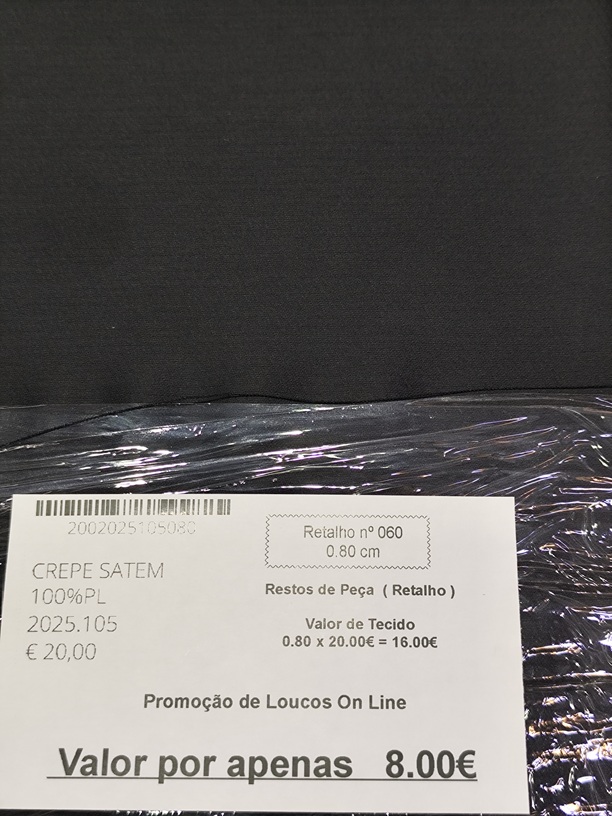 2002025105080
CREPE SATEM
100%PL
2025.105
€ 20,00
Retalho nº 060
0.80 cm
Restos de Peça ( Retalho )
Valor de Tecido
0.80 x 20.00€ = 16.00€
Promoção de Loucos On Line
Valor por apenas 8.00€